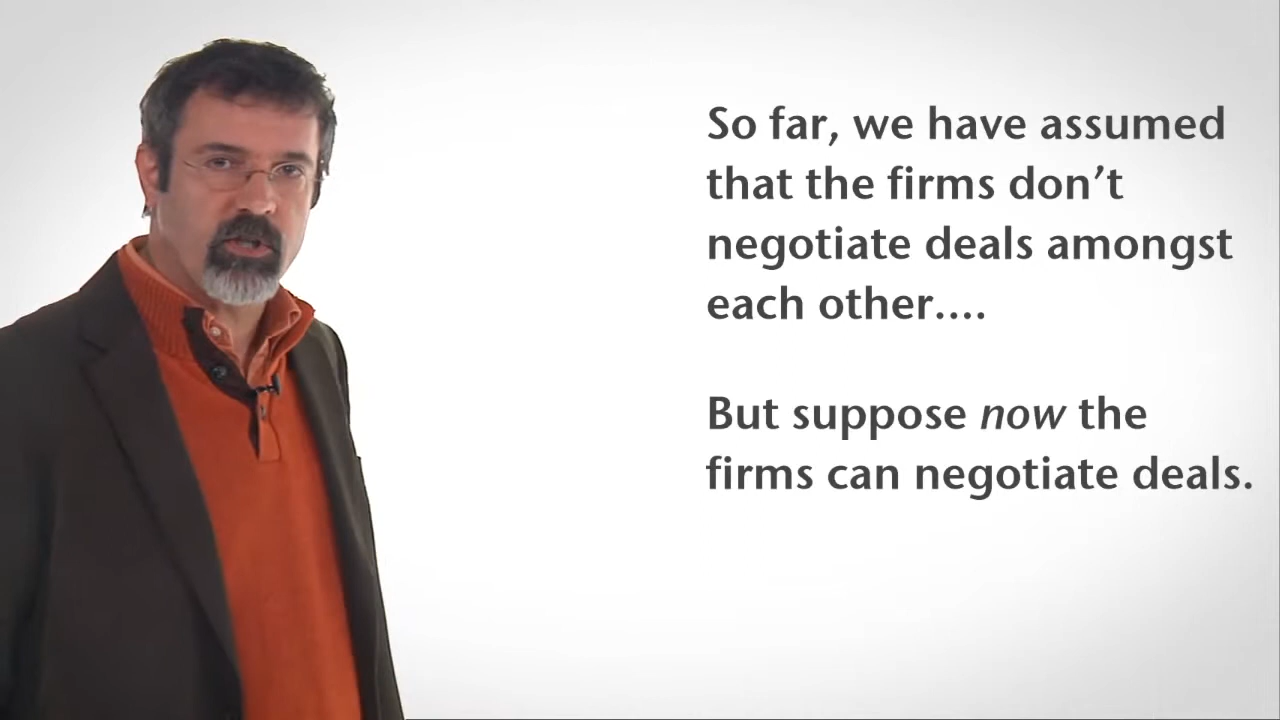 So far, we have assumed
that the firms don’t
negotiate deals amongst
each other....
But suppose now the
firms can negotiate deals.